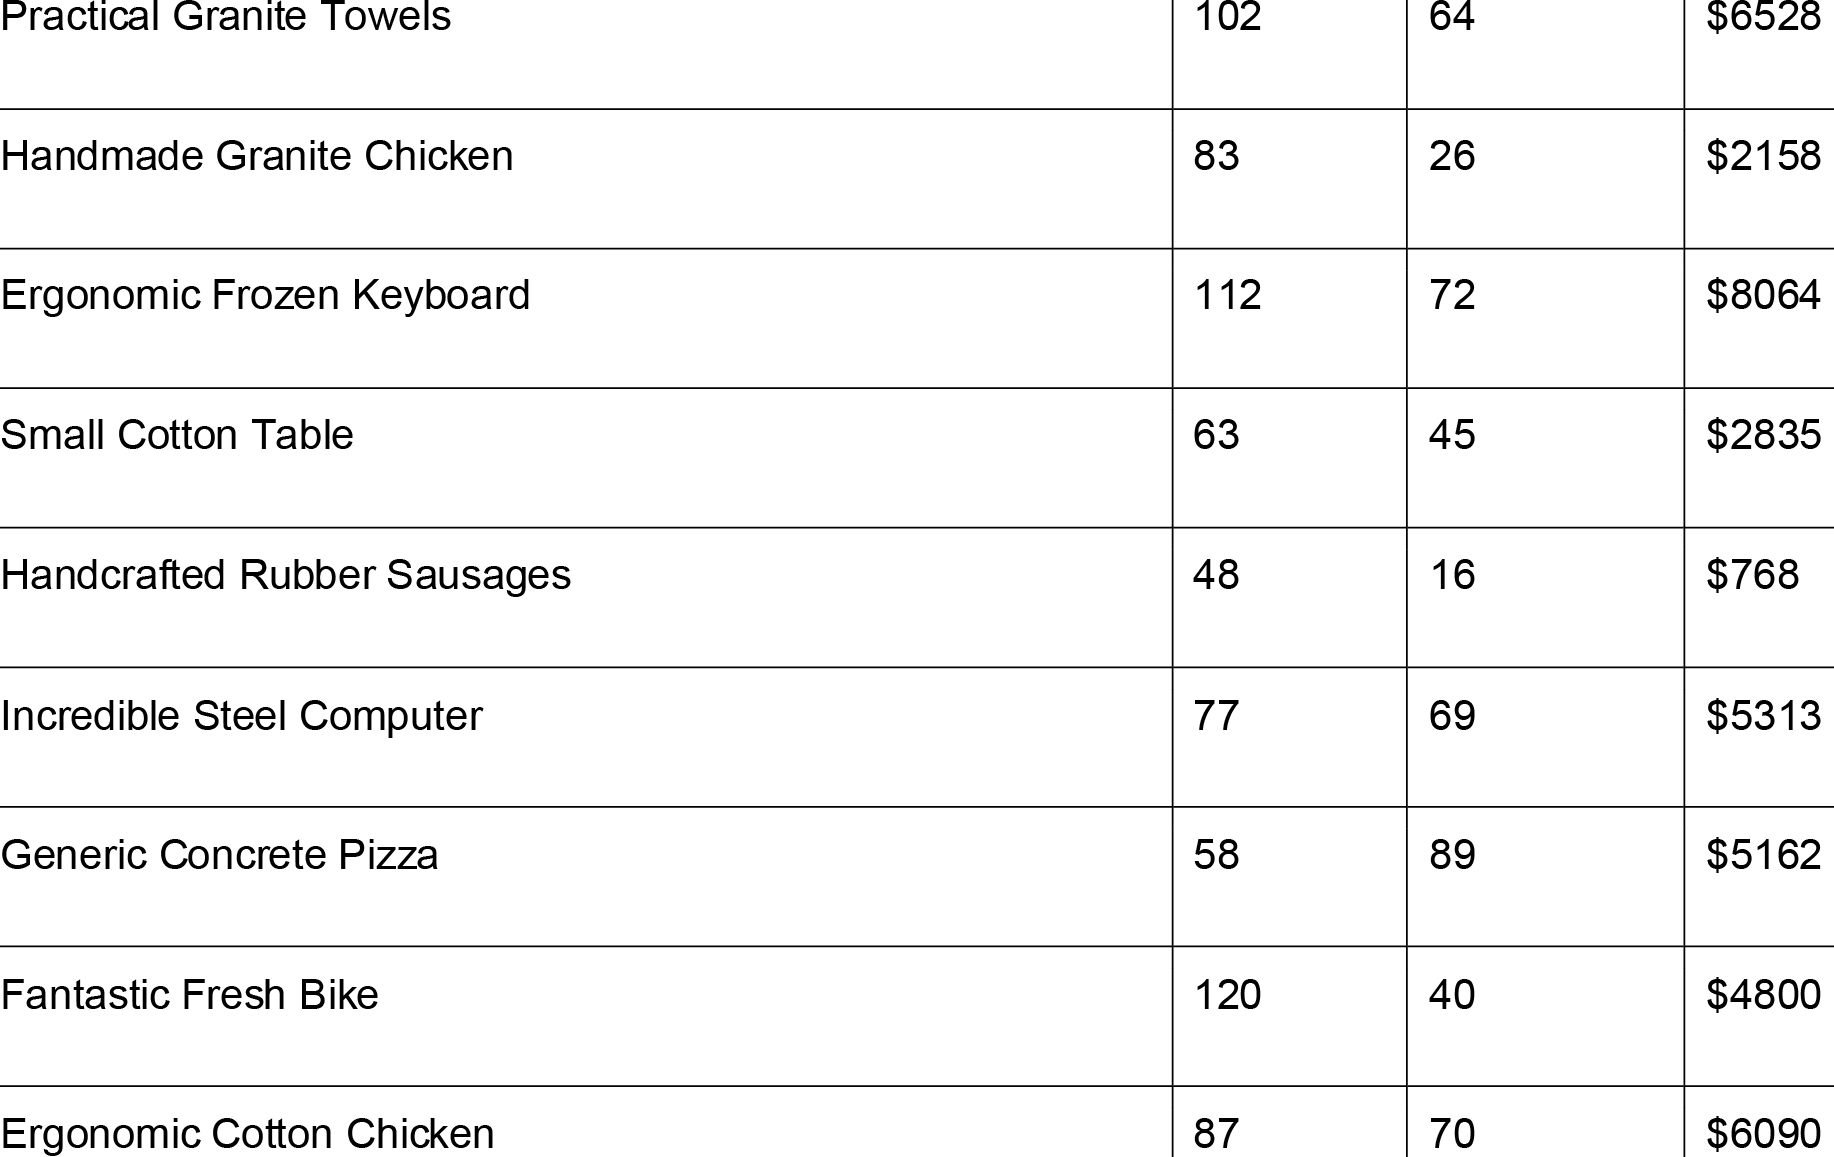 Practical Granite Towels 102 64 $6528
Handmade Granite Chicken 83 26 $2158
Ergonomic Frozen Keyboard 112 72 $8064
Small Cotton Table 63 45 $2835
Handcrafted Rubber Sausages 48 16 $768
Incredible Steel Computer 77 69 $5313
Generic Concrete Pizza 58 89 $5162
Fantastic Fresh Bike 120 40 $4800
Ergonomic Cotton Chicken 87 70 $6090